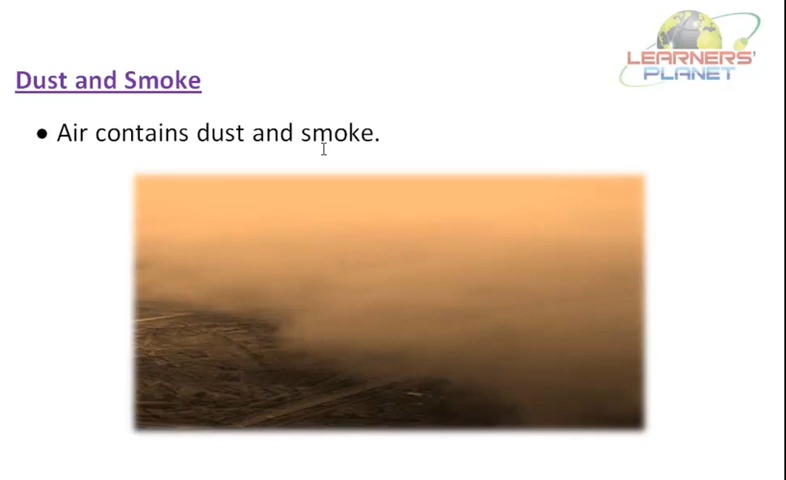 LEARNERS'
PLANET
Dust and Smoke
● Air contains dust and smoke.